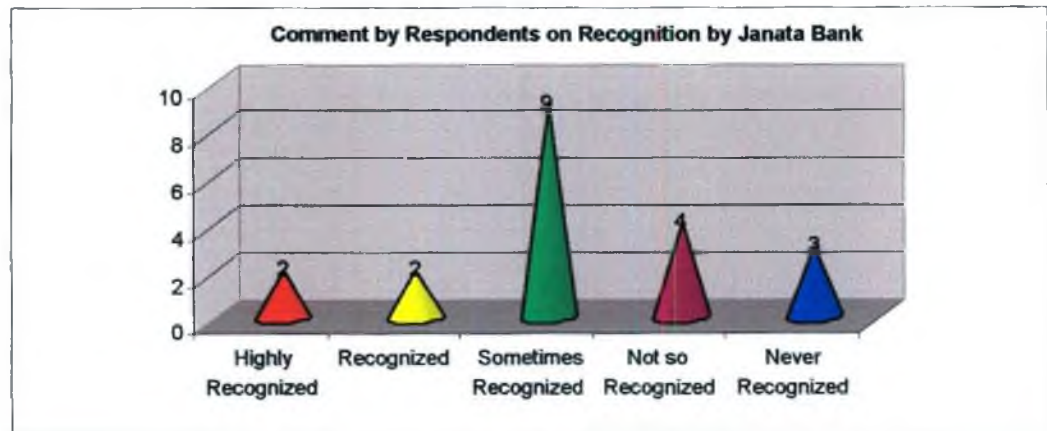 Comment by Respondents on Recognition by Janata Bank
10
8
6
4
2
0
2
2
9
4
3
Highly Recognized
Recognized
Sometimes Recognized
Not so Recognized
Never Recognized